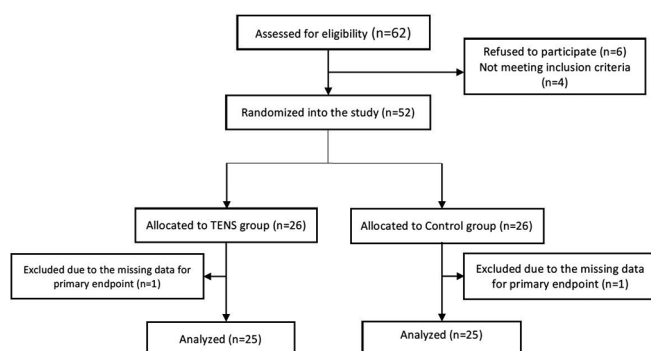 Assessed for eligibility (n=62)
Refused to participate (n=6)
Not meeting inclusion criteria
(n=4)
Randomized into the study (n=52)
Allocated to TENS group (n=26)
Allocated to Control group (n=26)
Excluded due to the missing data for
primary endpoint (n=1)
Excluded due to the missing data
for primary endpoint (n=1)
Analyzed (n=25)
Analyzed (n=25)